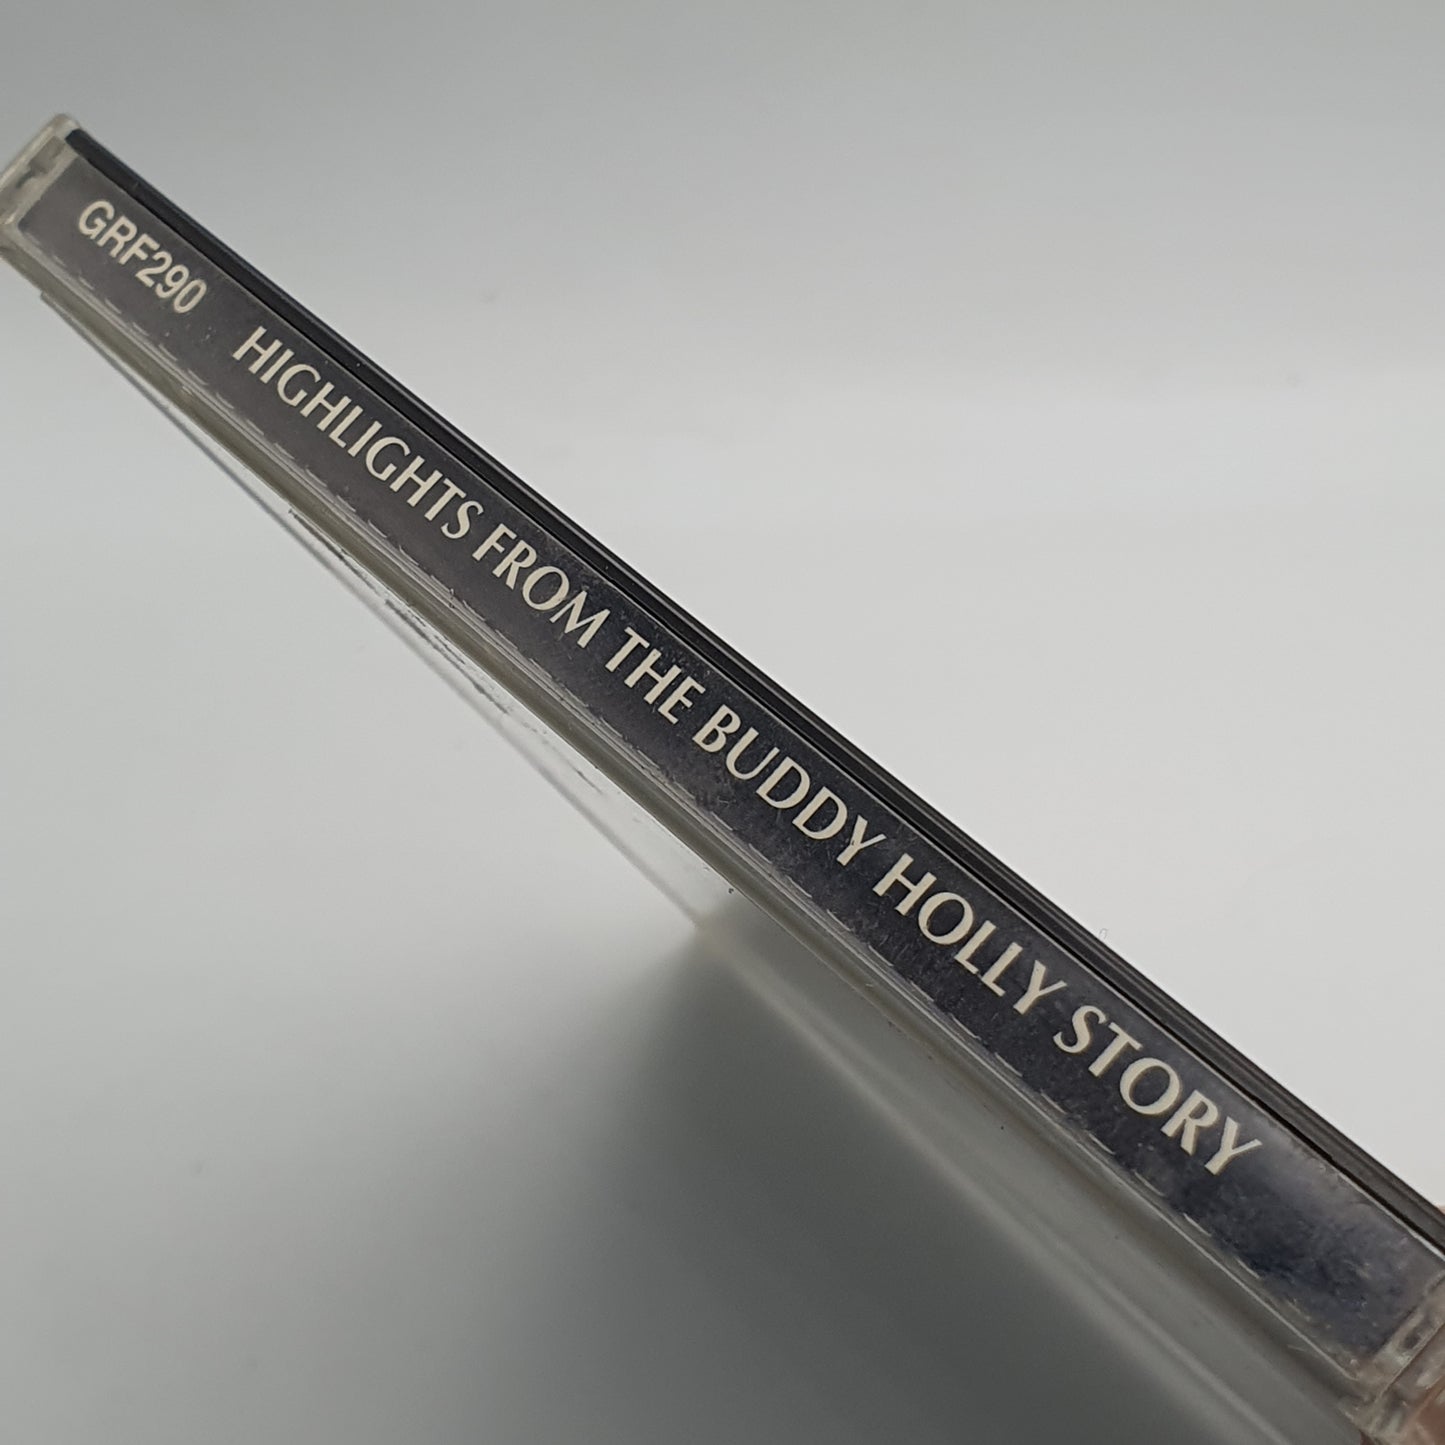 GRF290 HIGHLIGHTS FROM THE BUDDY HOLLY STORY